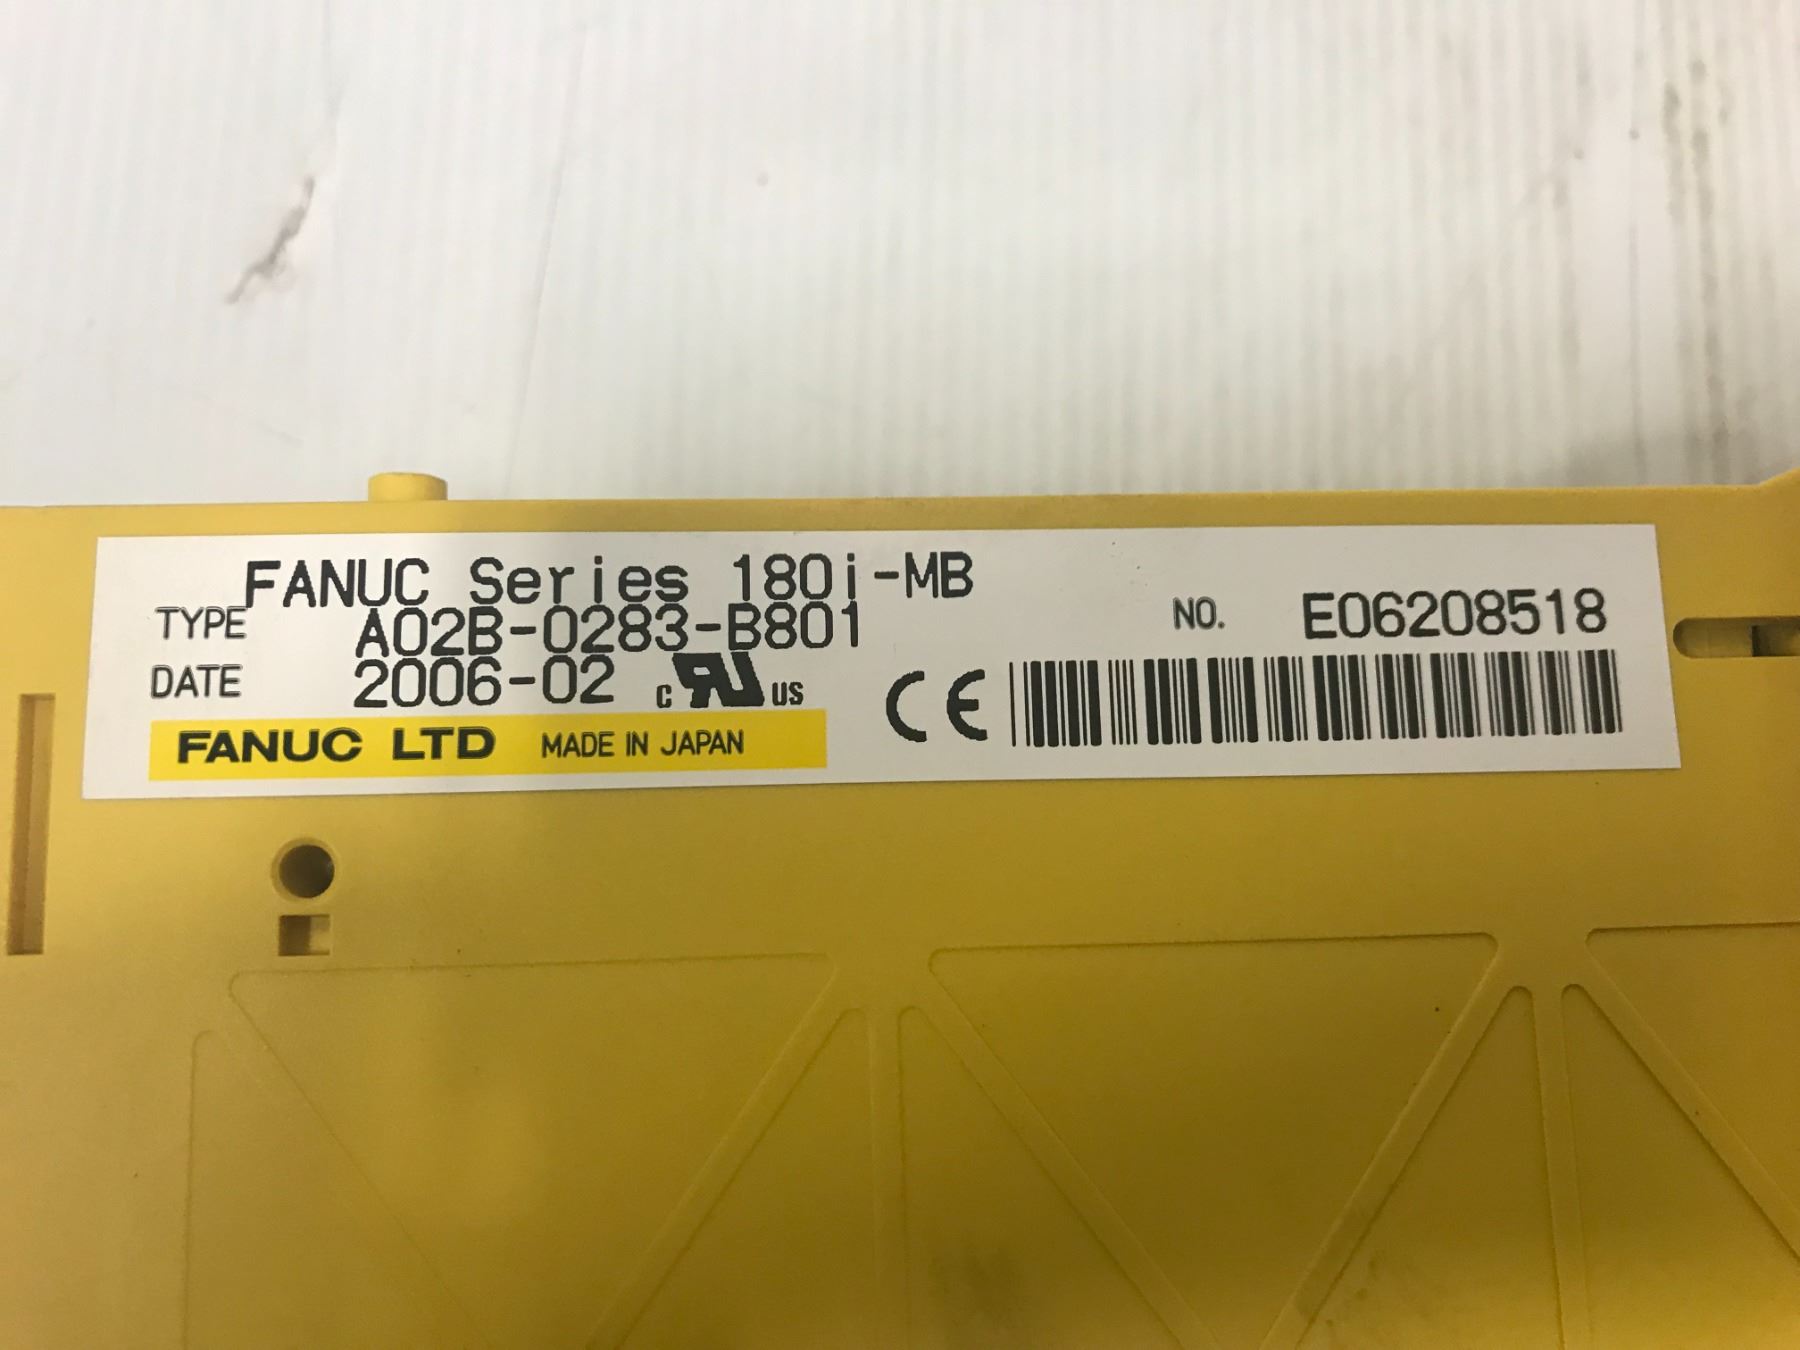 FANUC Series 180i-MB
TYPE A02B-0283-B801
DATE 2006-02
c RU US
FANUC LTD MADE IN JAPAN
NO. E06208518
CE